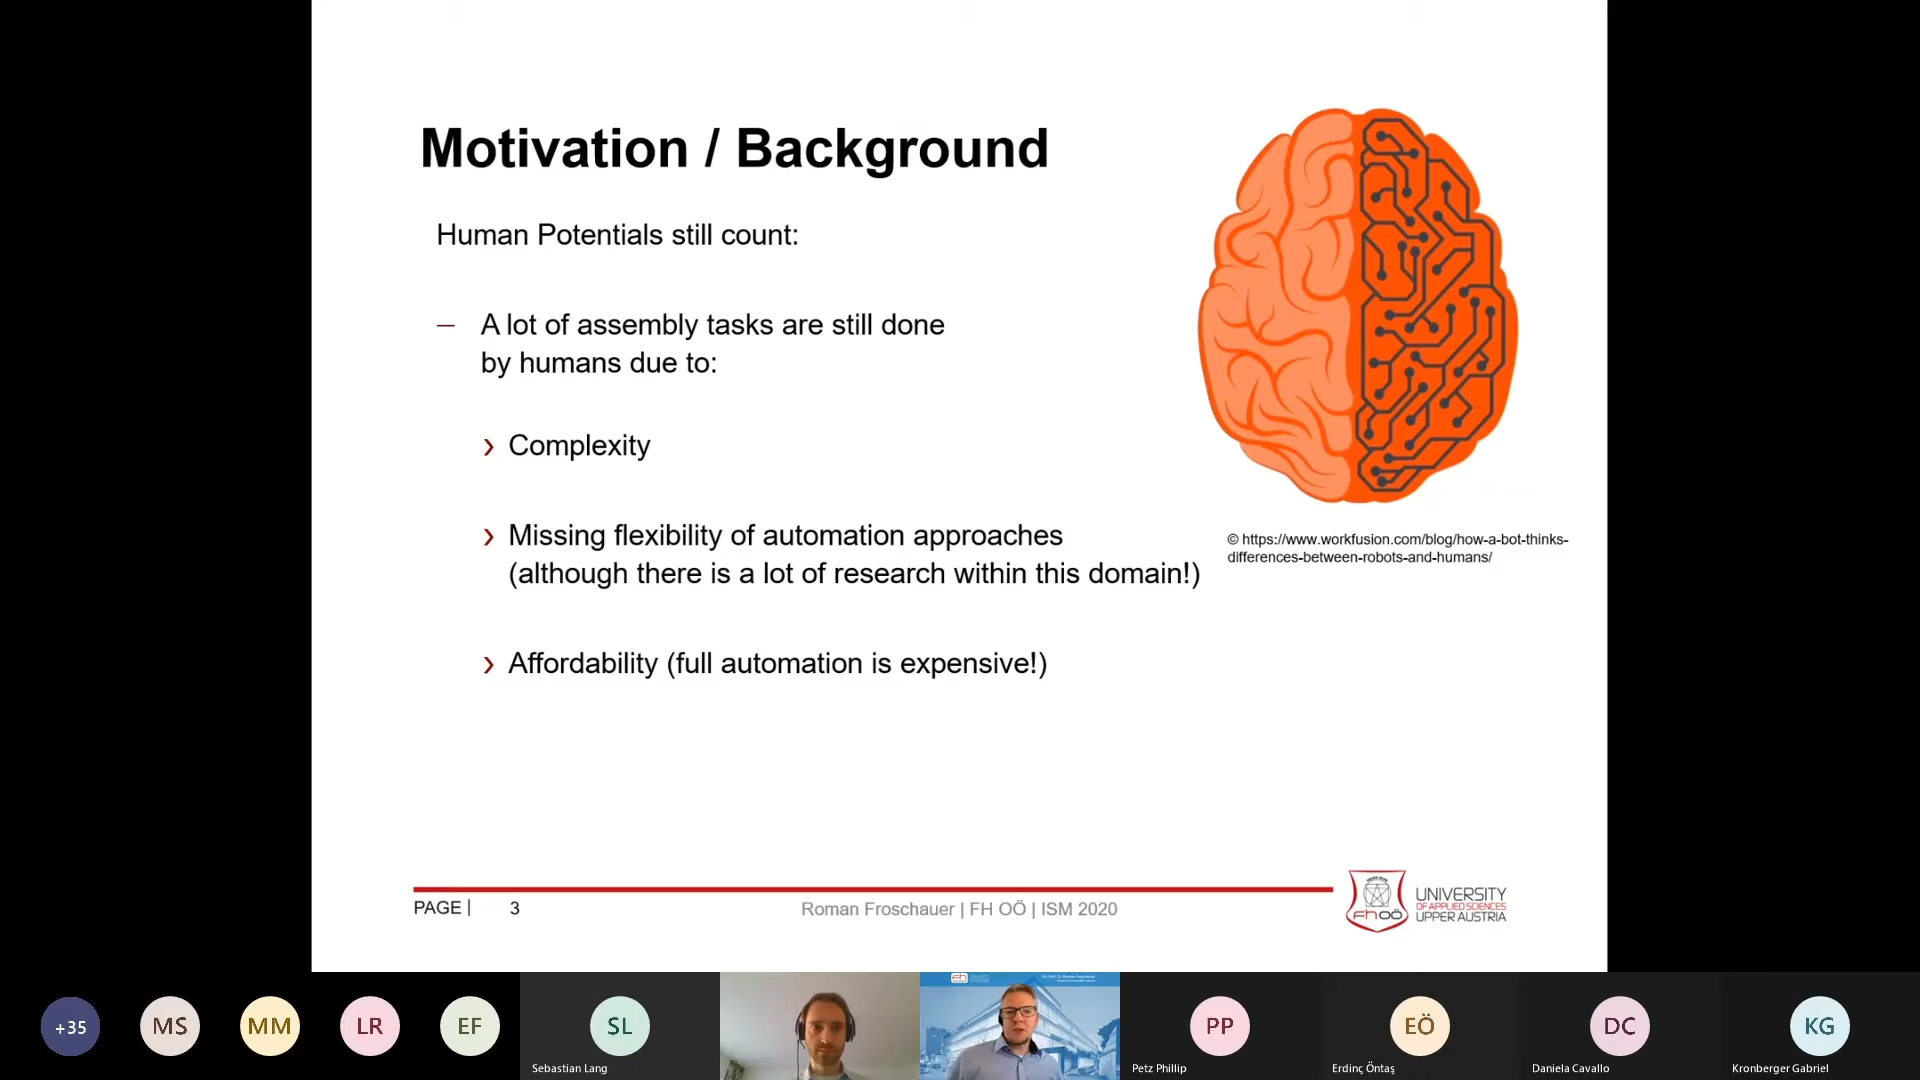 Motivation / Background
Human Potentials still count:
– A lot of assembly tasks are still done
by humans due to:
› Complexity
› Missing flexibility of automation approaches
(although there is a lot of research within this domain!)
› Affordability (full automation is expensive!)
© https://www.workfusion.com/blog/how-a-bot-thinks-
differences-between-robots-and-humans/
PAGE | 3
Roman Froschauer | FH OÖ | ISM 2020
fh oö
UNIVERSITY
OF APPLIED SCIENCES
UPPER AUSTRIA
+35
MS
MM
LR
EF
SL
Sebastian Lang
PP
Petz Phillip
EÖ
Erdinç Öntaş
DC
Daniela Cavallo
KG
Kronberger Gabriel